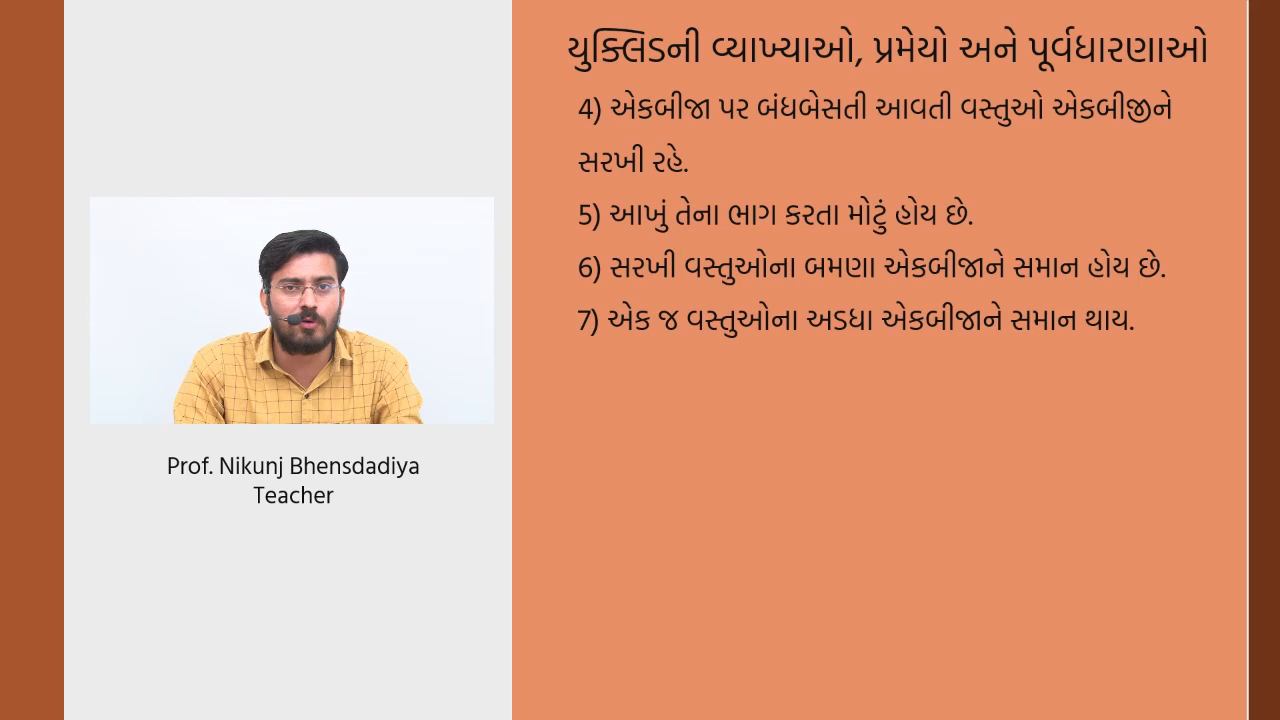 યુક્લિડની વ્યાખ્યાઓ, પ્રમેયો અને પૂર્વધારણાઓ
4) એકબીજા પર બંધબેસતી આવતી વસ્તુઓ એકબીજીને
સરખી રહે.
5) આખું તેના ભાગ કરતા મોટું હોય છે.
6) સરખી વસ્તુઓના બમણા એકબીજાને સમાન હોય છે.
7) એક જ વસ્તુઓના અડધા એકબીજાને સમાન થાય.
Prof. Nikunj Bhensdadiya
Teacher